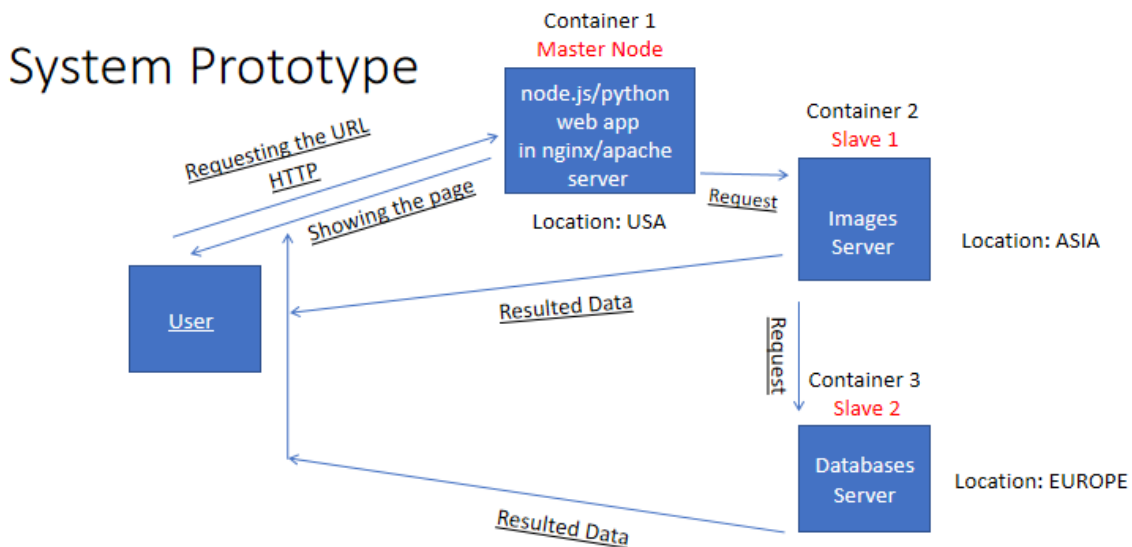 System Prototype
Container 1
Master Node
node.js/python
web app
in nginx/apache
server
Location: USA
Requesting the URL
HTTP
Showing the page
User
Request
Container 2
Slave 1
Images
Server
Location: ASIA
Resulted Data
Request
Container 3
Slave 2
Databases
Server
Location: EUROPE
Resulted Data